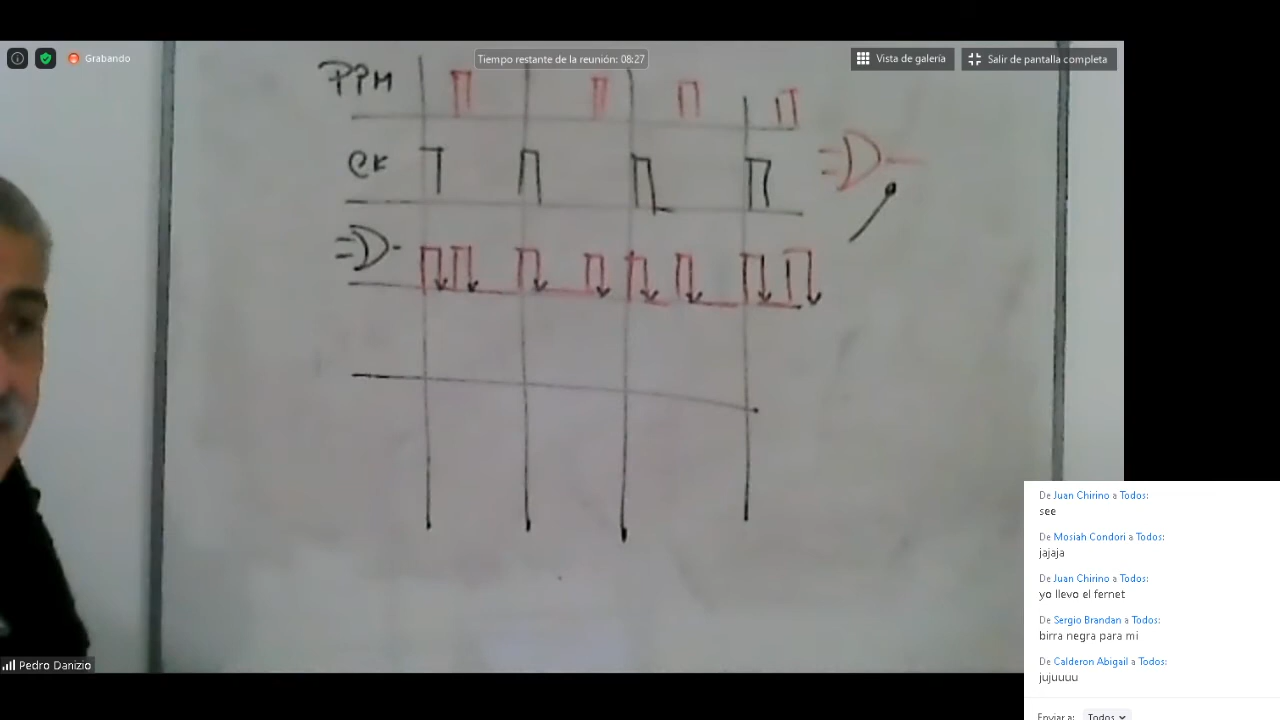 Grabando
Tiempo restante de la reunión: 08:27
Vista de galería
Salir de pantalla completa
PPM
CK
De Juan Chirino a Todos:
see
De Mosiah Condori a Todos:
jajaja
De Juan Chirino a Todos:
yo llevo el fernet
De Sergio Brandan a Todos:
birra negra para mi
De Calderon Abigail a Todos:
jujuuuu
Pedro Danizio
Enviar a: Todos